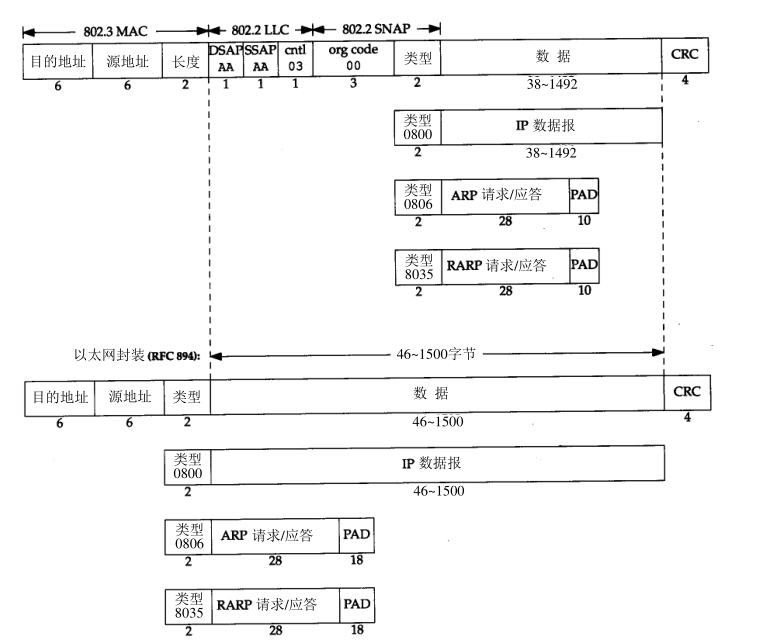 802.3 MAC 802.2 LLC 802.2 SNAP
目的地址 源地址 长度 DSAP AA SSAP AA cntl 03 org code 00 类型 数 据 CRC
6 6 2 1 1 1 3 2 38~1492 4
类型 0800 IP 数据报
2 38~1492
类型 0806 ARP 请求/应答 PAD
2 28 10
类型 8035 RARP 请求/应答 PAD
2 28 10
以太网封装(RFC 894): 46~1500字节
目的地址 源地址 类型 数 据 CRC
6 6 2 46~1500 4
类型 0800 IP 数据报
2 46~1500
类型 0806 ARP 请求/应答 PAD
2 28 18
类型 8035 RARP 请求/应答 PAD
2 28 18